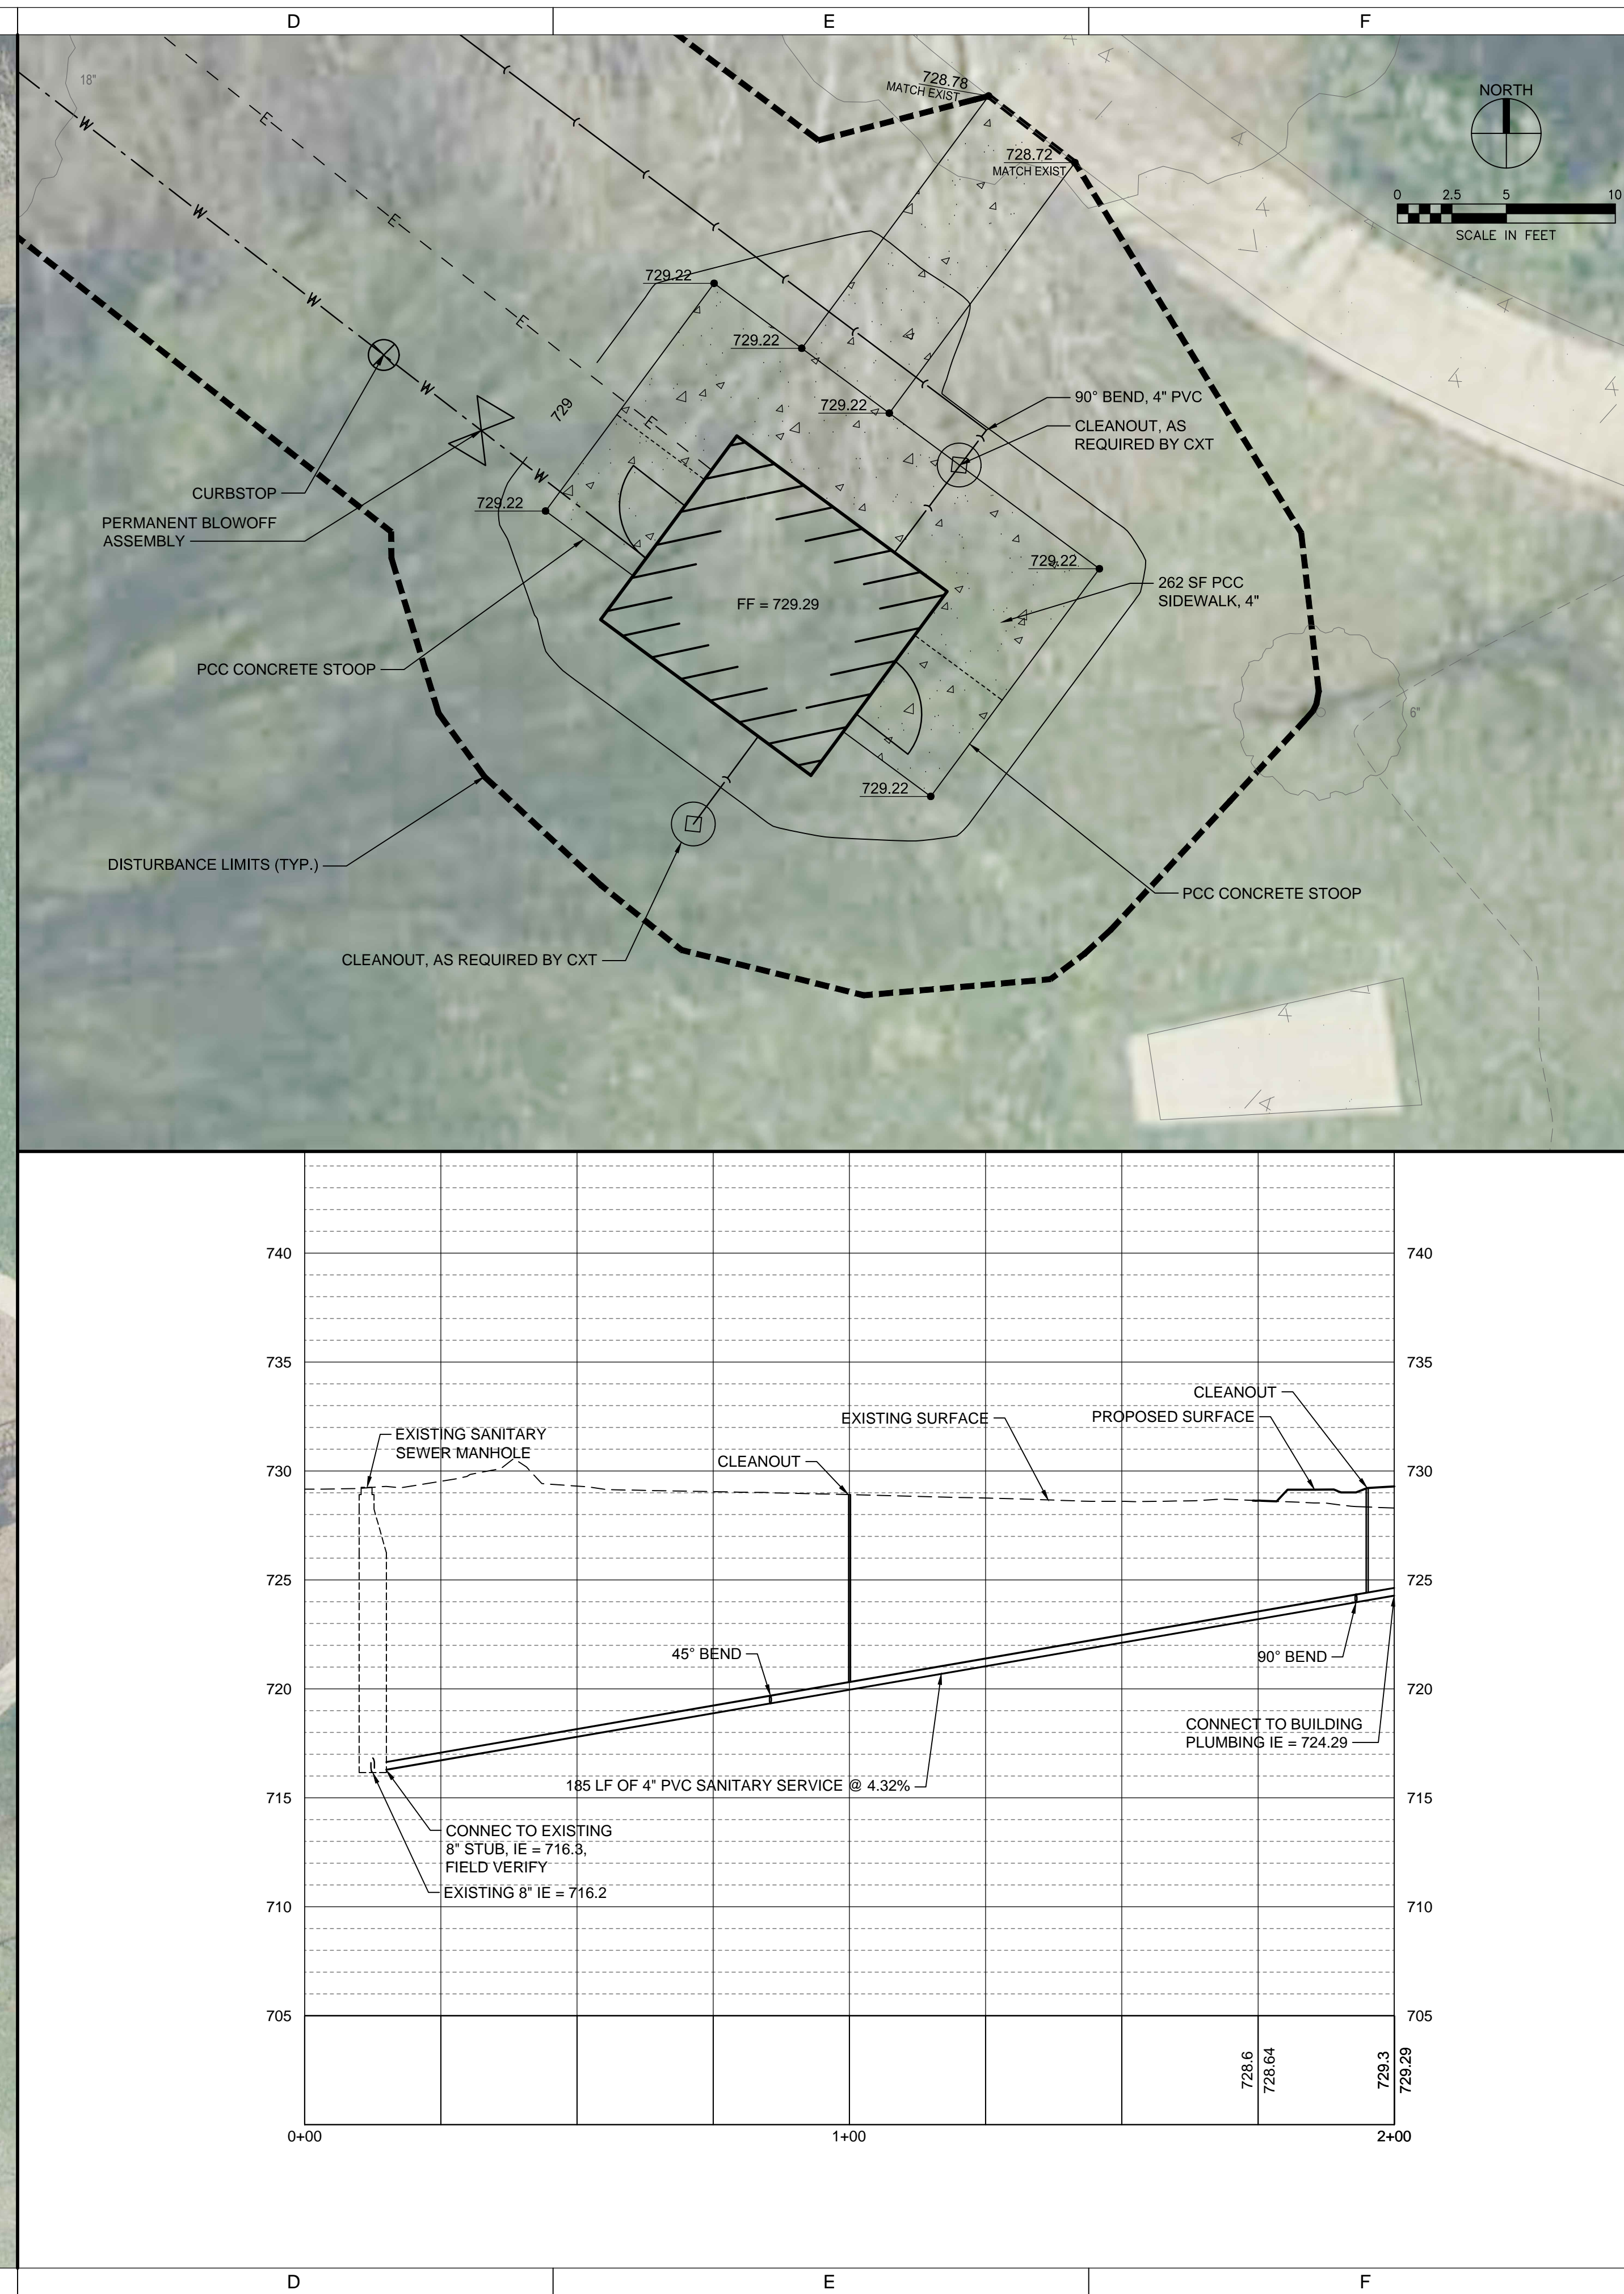 D
E
F
18"
728.78
MATCH EXIST
728.72
MATCH EXIST
NORTH
0 2.5 5 10
SCALE IN FEET
W
E
W
E
W
E
W
E
W
729.22
729.22
729.22
729
729.22
729.22
729.22
90° BEND, 4" PVC
CLEANOUT, AS
REQUIRED BY CXT
CURBSTOP
PERMANENT BLOWOFF
ASSEMBLY
262 SF PCC
SIDEWALK, 4"
FF = 729.29
PCC CONCRETE STOOP
6"
DISTURBANCE LIMITS (TYP.)
PCC CONCRETE STOOP
CLEANOUT, AS REQUIRED BY CXT
740
740
735
735
CLEANOUT
PROPOSED SURFACE
EXISTING SURFACE
EXISTING SANITARY
SEWER MANHOLE
CLEANOUT
730
730
725
725
45° BEND
90° BEND
720
720
CONNECT TO BUILDING
PLUMBING IE = 724.29
185 LF OF 4" PVC SANITARY SERVICE @ 4.32%
715
715
CONNEC TO EXISTING
8" STUB, IE = 716.3,
FIELD VERIFY
EXISTING 8" IE = 716.2
710
710
705
705
728.6
728.64
729.3
729.29
0+00
1+00
2+00
D
E
F